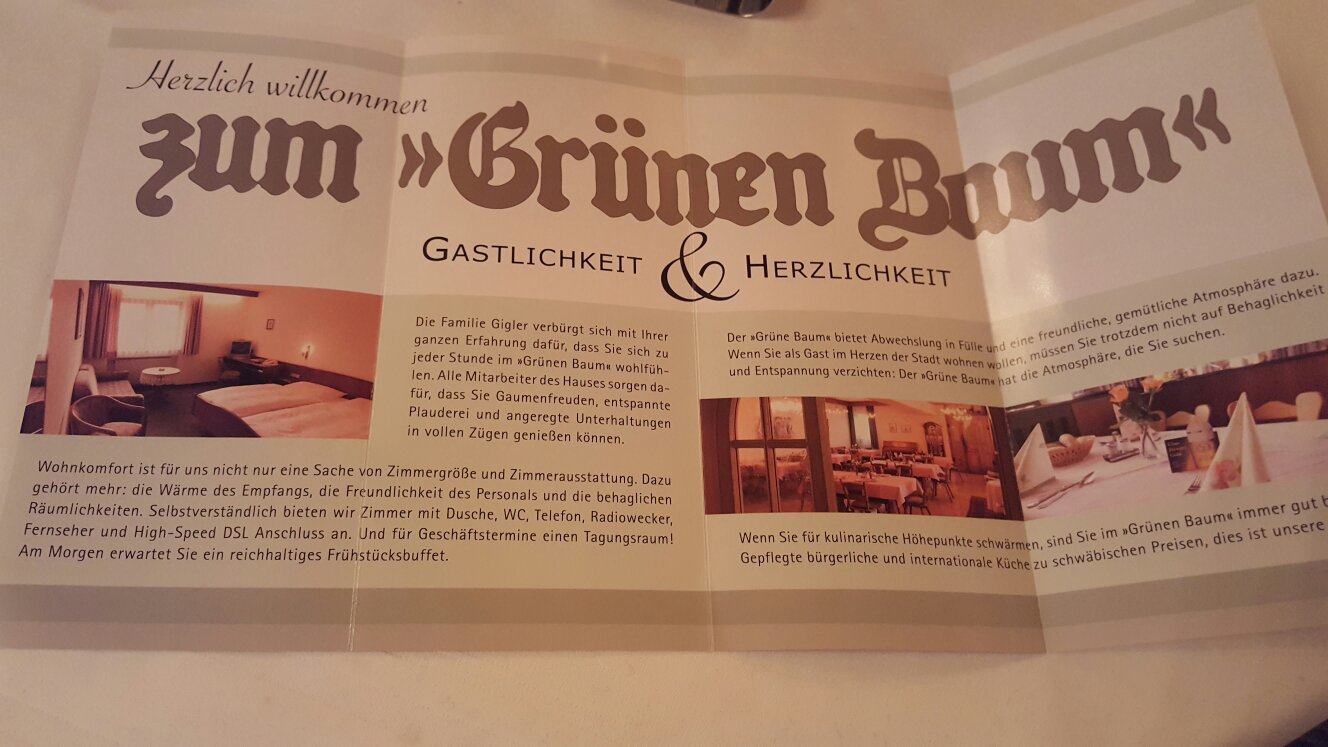 Herzlich willkommen
zum »Grünen Baum«
GASTLICHKEIT & HERZLICHKEIT
Die Familie Gigler verbürgt sich mit Ihrer
ganzen Erfahrung dafür, dass Sie sich zu
jeder Stunde im »Grünen Baum« wohlfüh-
len. Alle Mitarbeiter des Hauses sorgen da-
für, dass Sie Gaumenfreuden, entspannte
Plauderei und angeregte Unterhaltungen
in vollen Zügen genießen können.
Wohnkomfort ist für uns nicht nur eine Sache von Zimmergröße und Zimmerausstattung. Dazu
gehört mehr: die Wärme des Empfangs, die Freundlichkeit des Personals und die behaglichen
Räumlichkeiten. Selbstverständlich bieten wir Zimmer mit Dusche, WC, Telefon, Radiowecker,
Fernseher und High-Speed DSL Anschluss an. Und für Geschäftstermine einen Tagungsraum!
Am Morgen erwartet Sie ein reichhaltiges Frühstücksbuffet.
Der »Grüne Baum« bietet Abwechslung in Fülle und eine freundliche, gemütliche Atmosphäre dazu.
Wenn Sie als Gast im Herzen der Stadt wohnen wollen, müssen Sie trotzdem nicht auf Behaglichkeit
und Entspannung verzichten: Der »Grüne Baum« hat die Atmosphäre, die Sie suchen.
Wenn Sie für kulinarische Höhepunkte schwärmen, sind Sie im »Grünen Baum« immer gut b
Gepflegte bürgerliche und internationale Küche zu schwäbischen Preisen, dies ist unsere